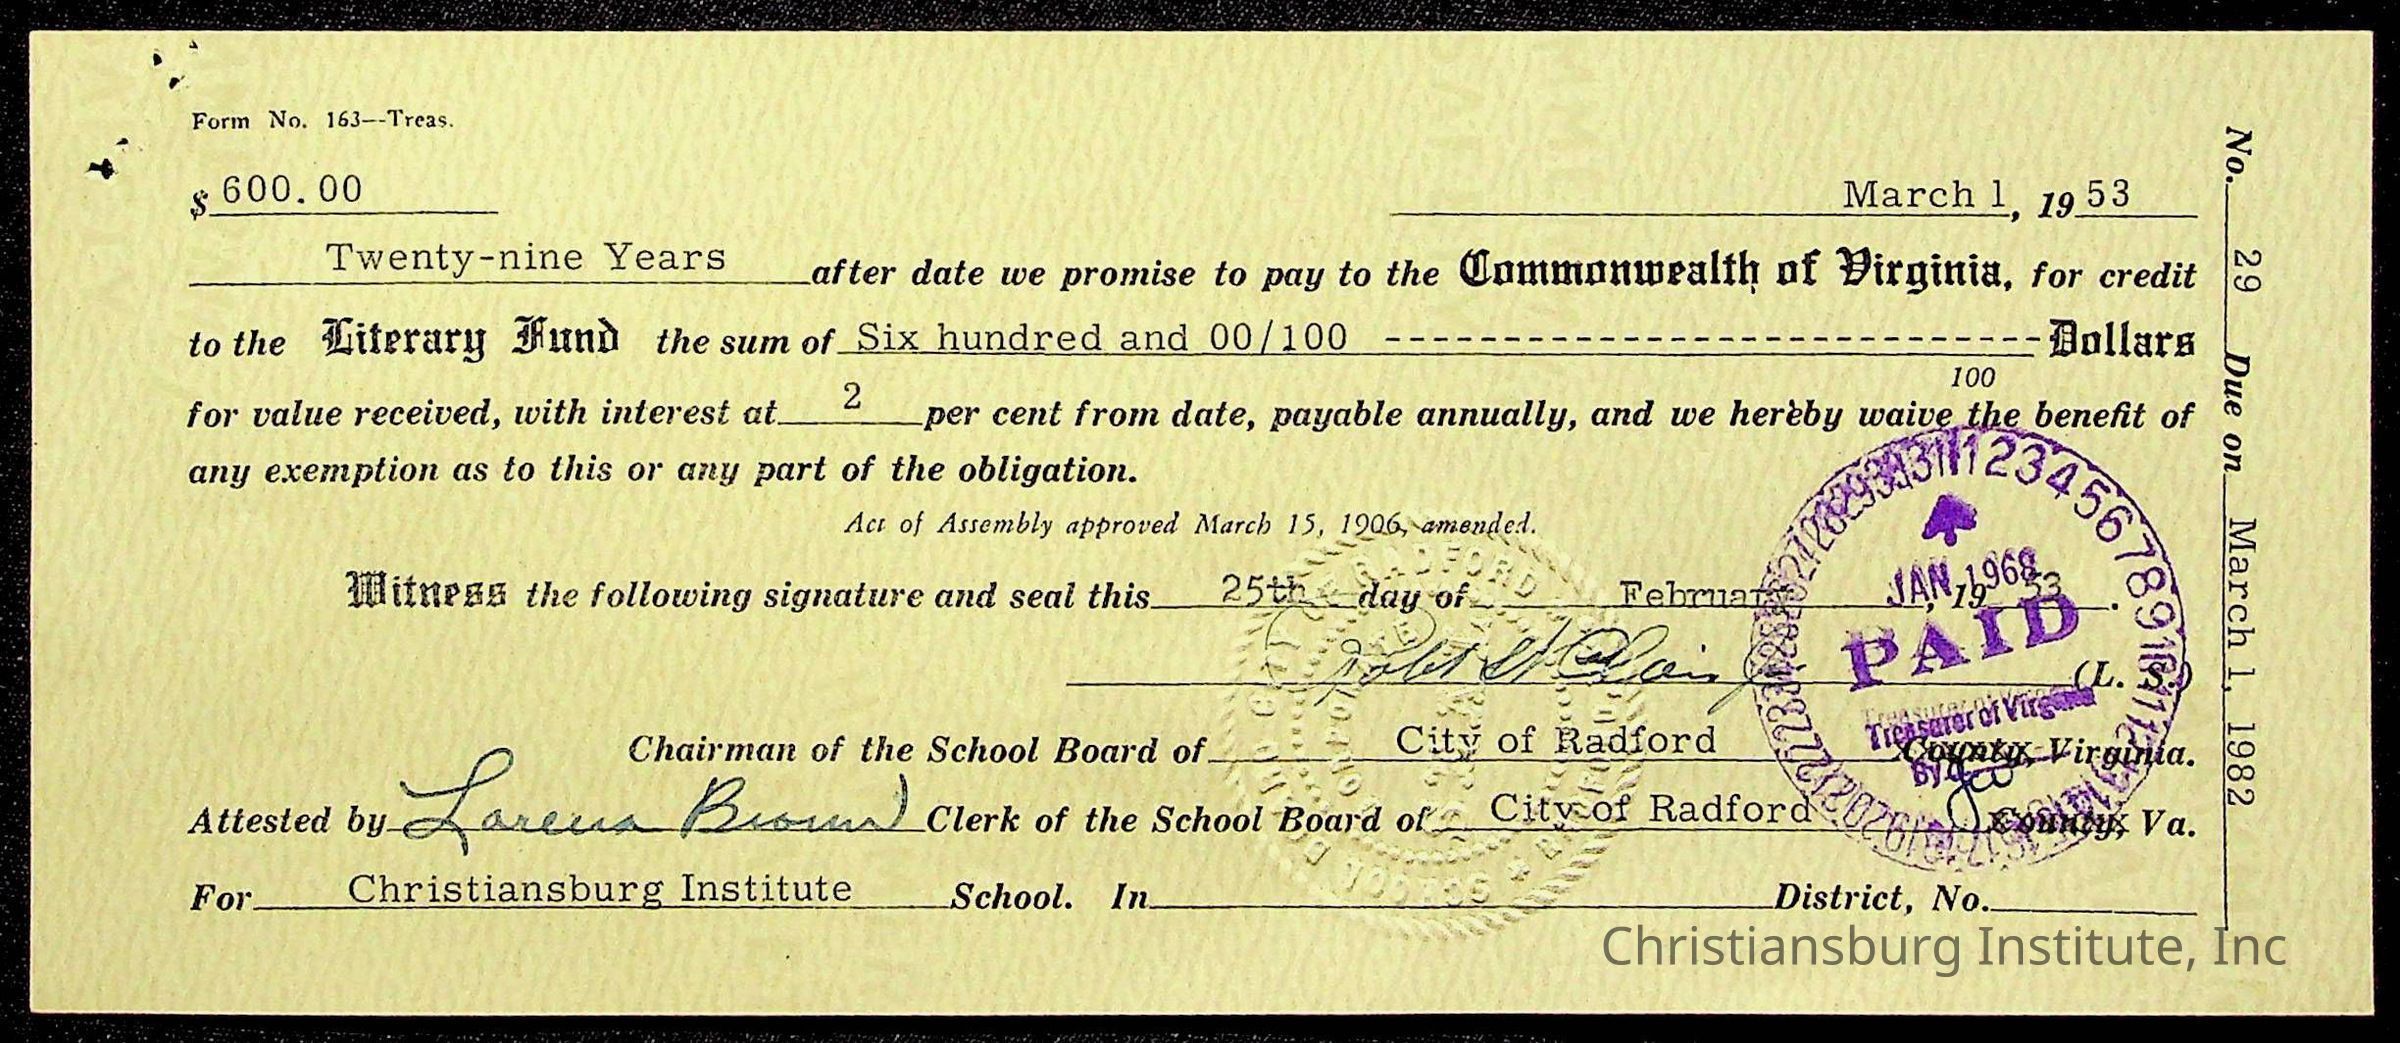 Form No. 163—Treas.
$ 600.00
March 1, 1953
Twenty-nine Years after date we promise to pay to the Commonwealth of Virginia, for credit
to the Literary Fund the sum of Six hundred and 00/100 ----------------------------- Dollars
100
for value received, with interest at 2 per cent from date, payable annually, and we hereby waive the benefit of
any exemption as to this or any part of the obligation.
Act of Assembly approved March 15, 1906, amended.
Witness the following signature and seal this 25th day of February, 1953.
(L. S.)
Chairman of the School Board of City of Radford County, Virginia.
Attested by Lorena Brown Clerk of the School Board of City of Radford County, Va.
For Christiansburg Institute School. In District, No.
No. 29 Due on March 1, 1982
JAN 1968
PAID
Treasurer of Virginia
By
RADFORD
SCHOOL BOARD
Christiansburg Institute, Inc